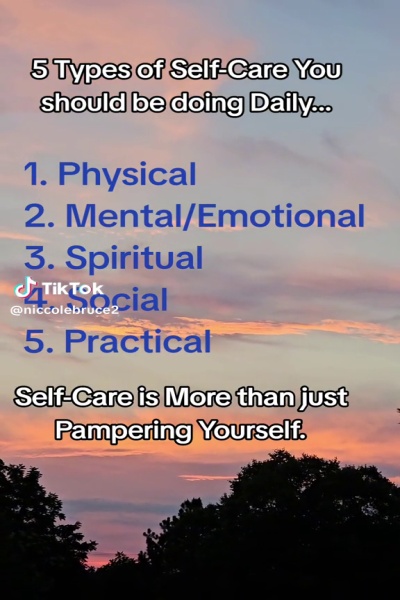 5 Types of Self-Care You
should be doing Daily...
1. Physical
2. Mental/Emotional
3. Spiritual
TikTok
4. Social
@niccolebruce2
5. Practical
Self-Care is More than just
Pampering Yourself.